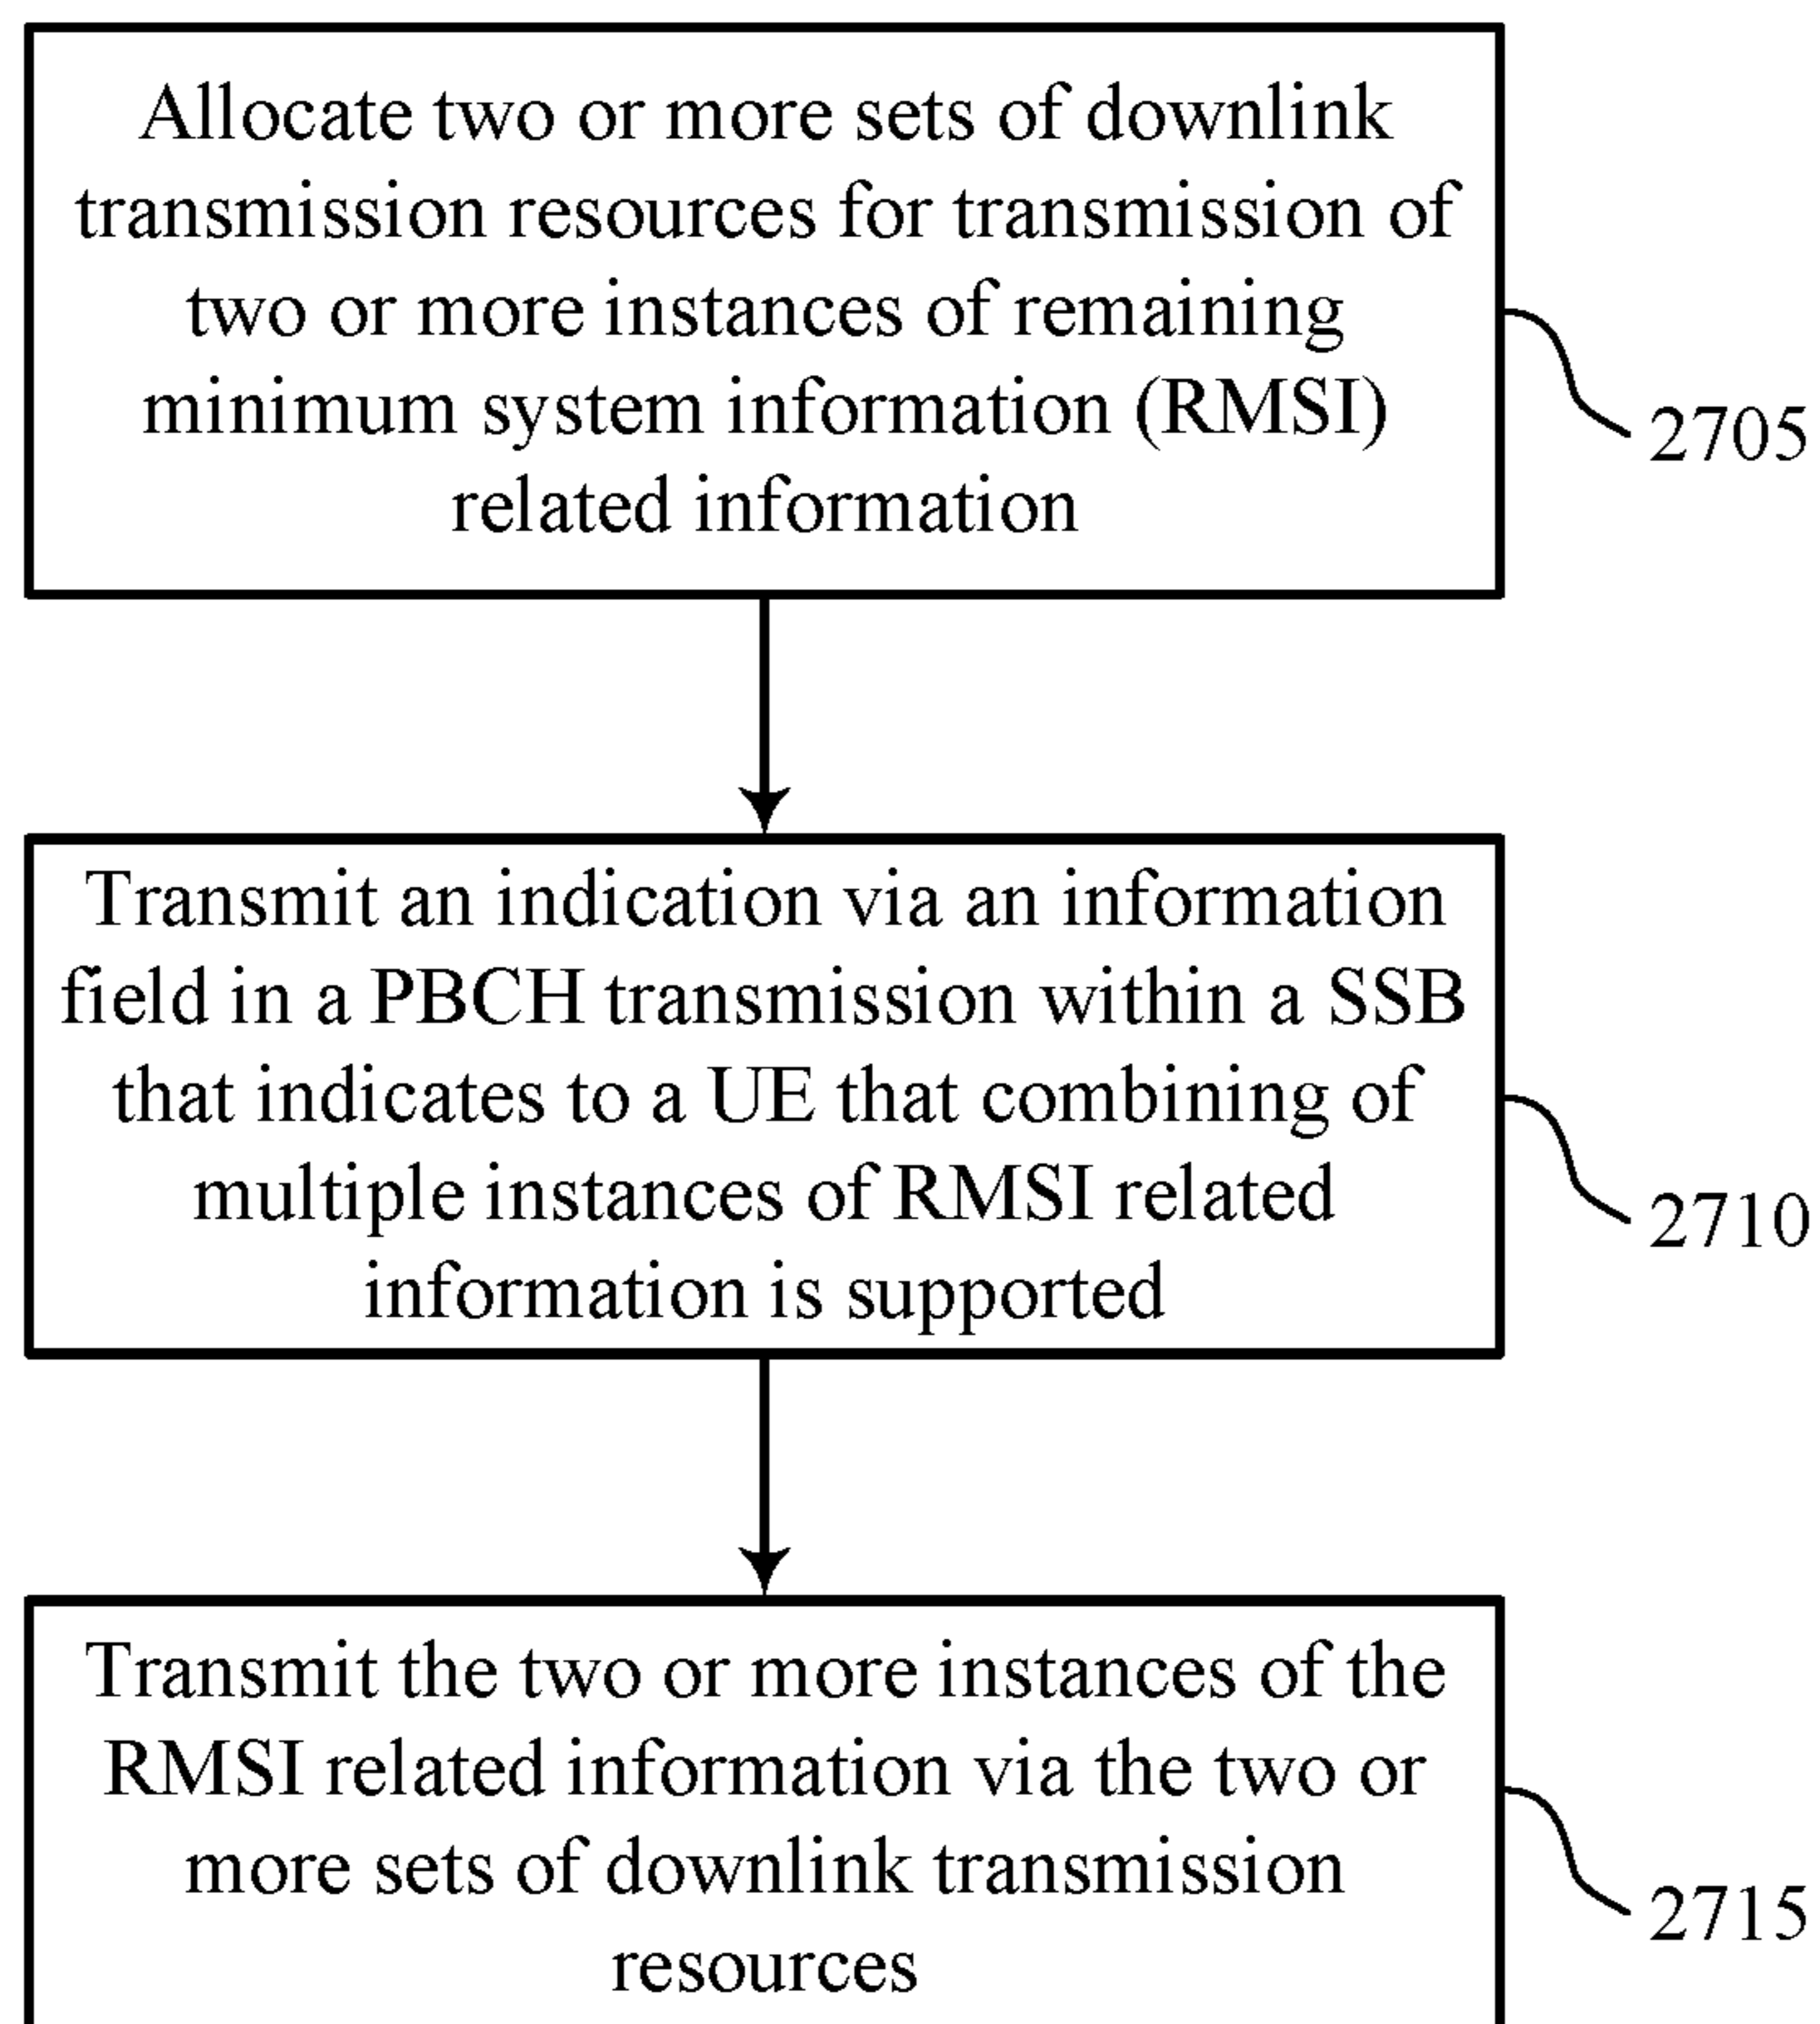 Allocate two or more sets of downlink
transmission resources for transmission of
two or more instances of remaining
minimum system information (RMSI)
related information
2705
Transmit an indication via an information
field in a PBCH transmission within a SSB
that indicates to a UE that combining of
multiple instances of RMSI related
information is supported
2710
Transmit the two or more instances of the
RMSI related information via the two or
more sets of downlink transmission
resources
2715